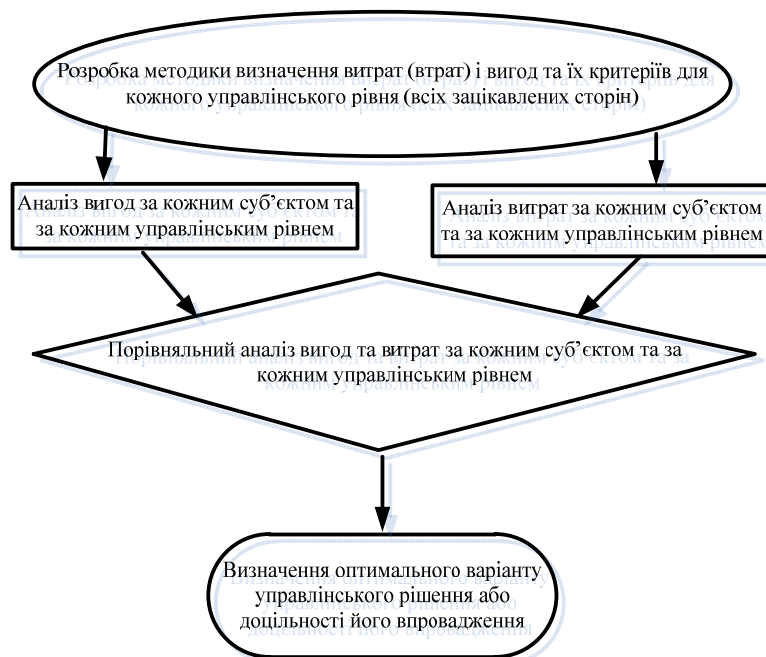 Розробка методики визначення витрат (втрат) і вигод та їх критеріїв для
кожного управлінського рівня (всіх зацікавлених сторін)
Аналіз вигод за кожним суб’єктом та
за кожним управлінським рівнем
Аналіз витрат за кожним суб’єктом
та за кожним управлінським рівнем
Порівняльний аналіз вигод та витрат за кожним суб’єктом та за
кожним управлінським рівнем
Визначення оптимального варіанту
управлінського рішення або
доцільності його впровадження